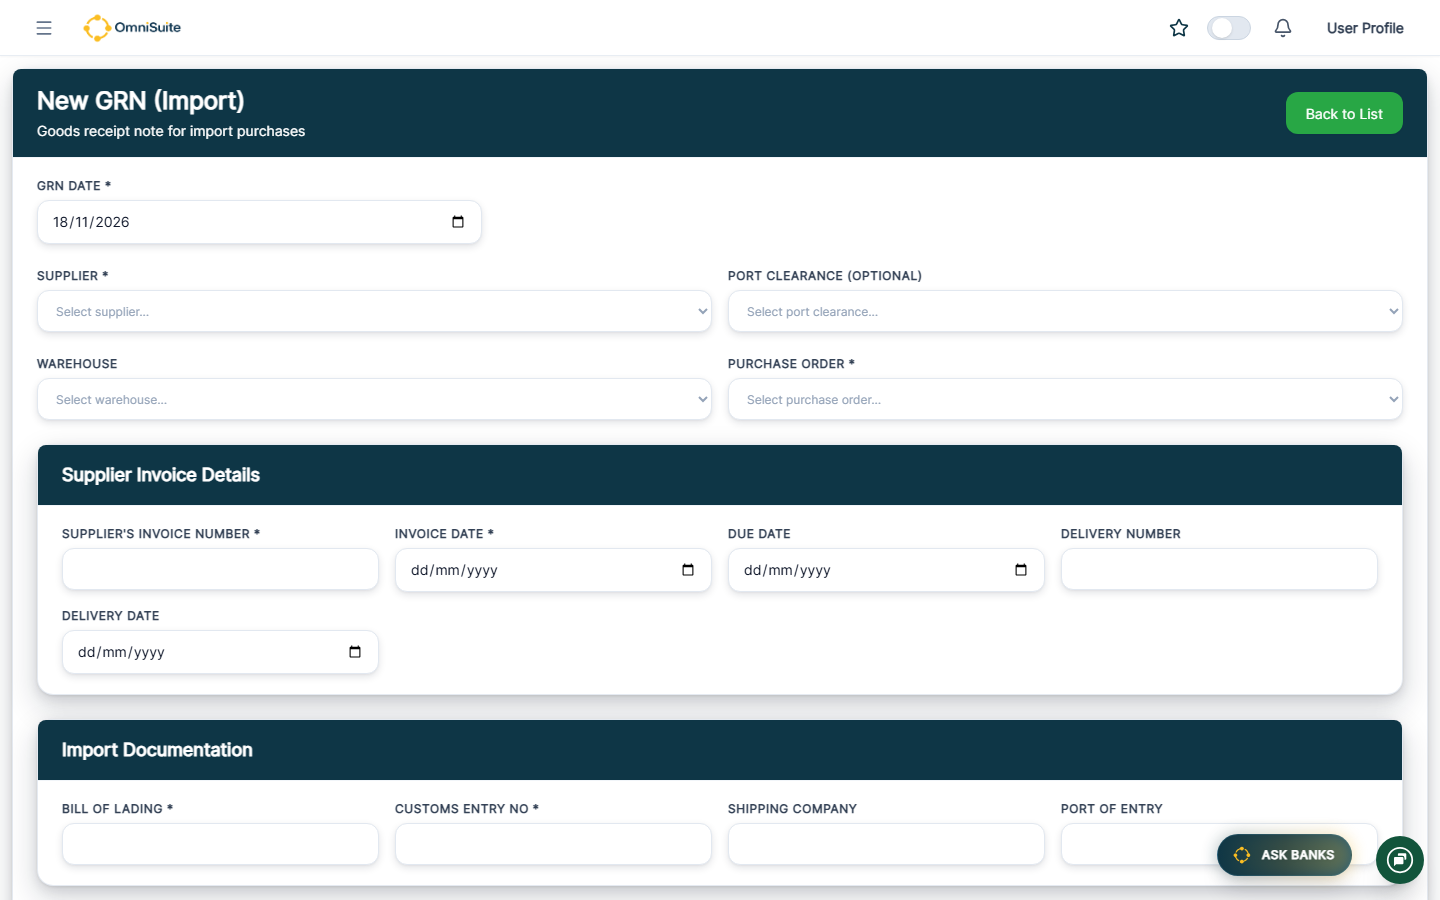 OmniSuite
User Profile
New GRN (Import)
Goods receipt note for import purchases
Back to List
GRN DATE *
18/11/2026
SUPPLIER *
PORT CLEARANCE (OPTIONAL)
Select supplier...
Select port clearance...
WAREHOUSE
PURCHASE ORDER *
Select warehouse...
Select purchase order...
Supplier Invoice Details
SUPPLIER'S INVOICE NUMBER *
INVOICE DATE *
DUE DATE
DELIVERY NUMBER
dd/mm/yyyy
dd/mm/yyyy
DELIVERY DATE
dd/mm/yyyy
Import Documentation
BILL OF LADING *
CUSTOMS ENTRY NO *
SHIPPING COMPANY
PORT OF ENTRY
ASK BANKS